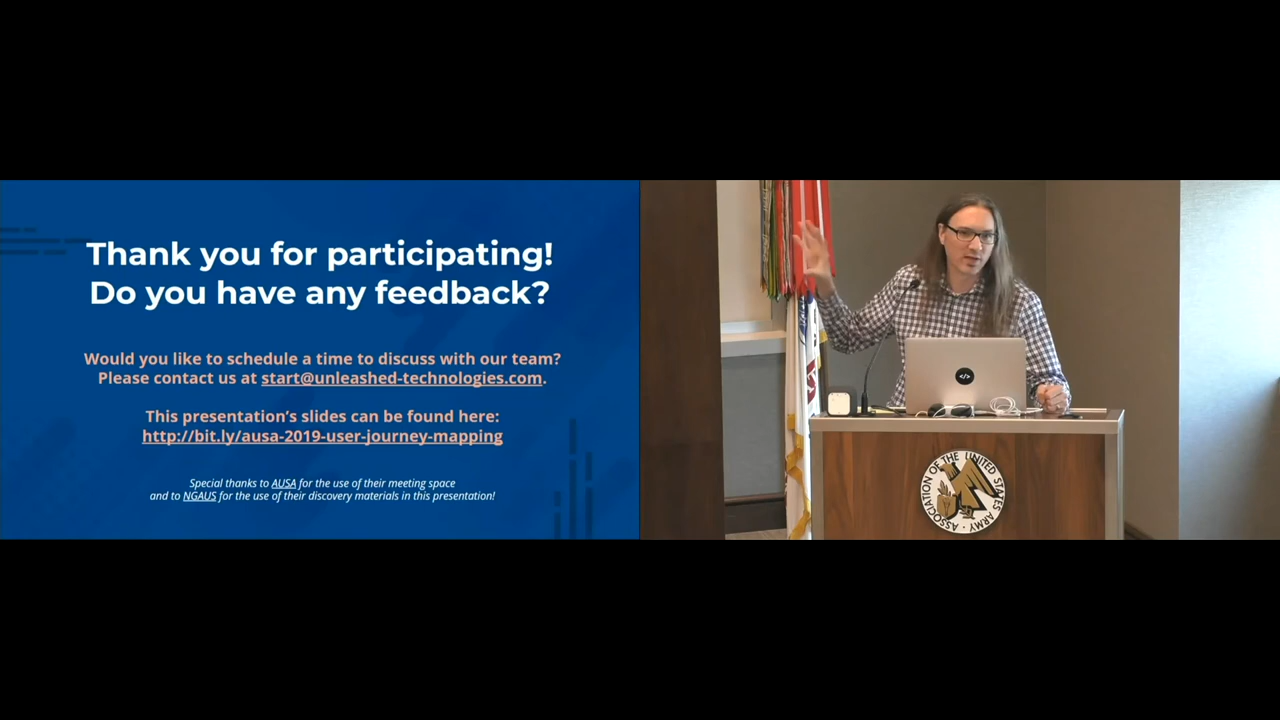 Thank you for participating!
Do you have any feedback?
Would you like to schedule a time to discuss with our team?
Please contact us at start@unleashed-technologies.com.
This presentation’s slides can be found here:
http://bit.ly/ausa-2019-user-journey-mapping
Special thanks to AUSA for the use of their meeting space
and to NGAUS for the use of their discovery materials in this presentation!
</>
ASSOCIATION OF THE UNITED STATES ARMY